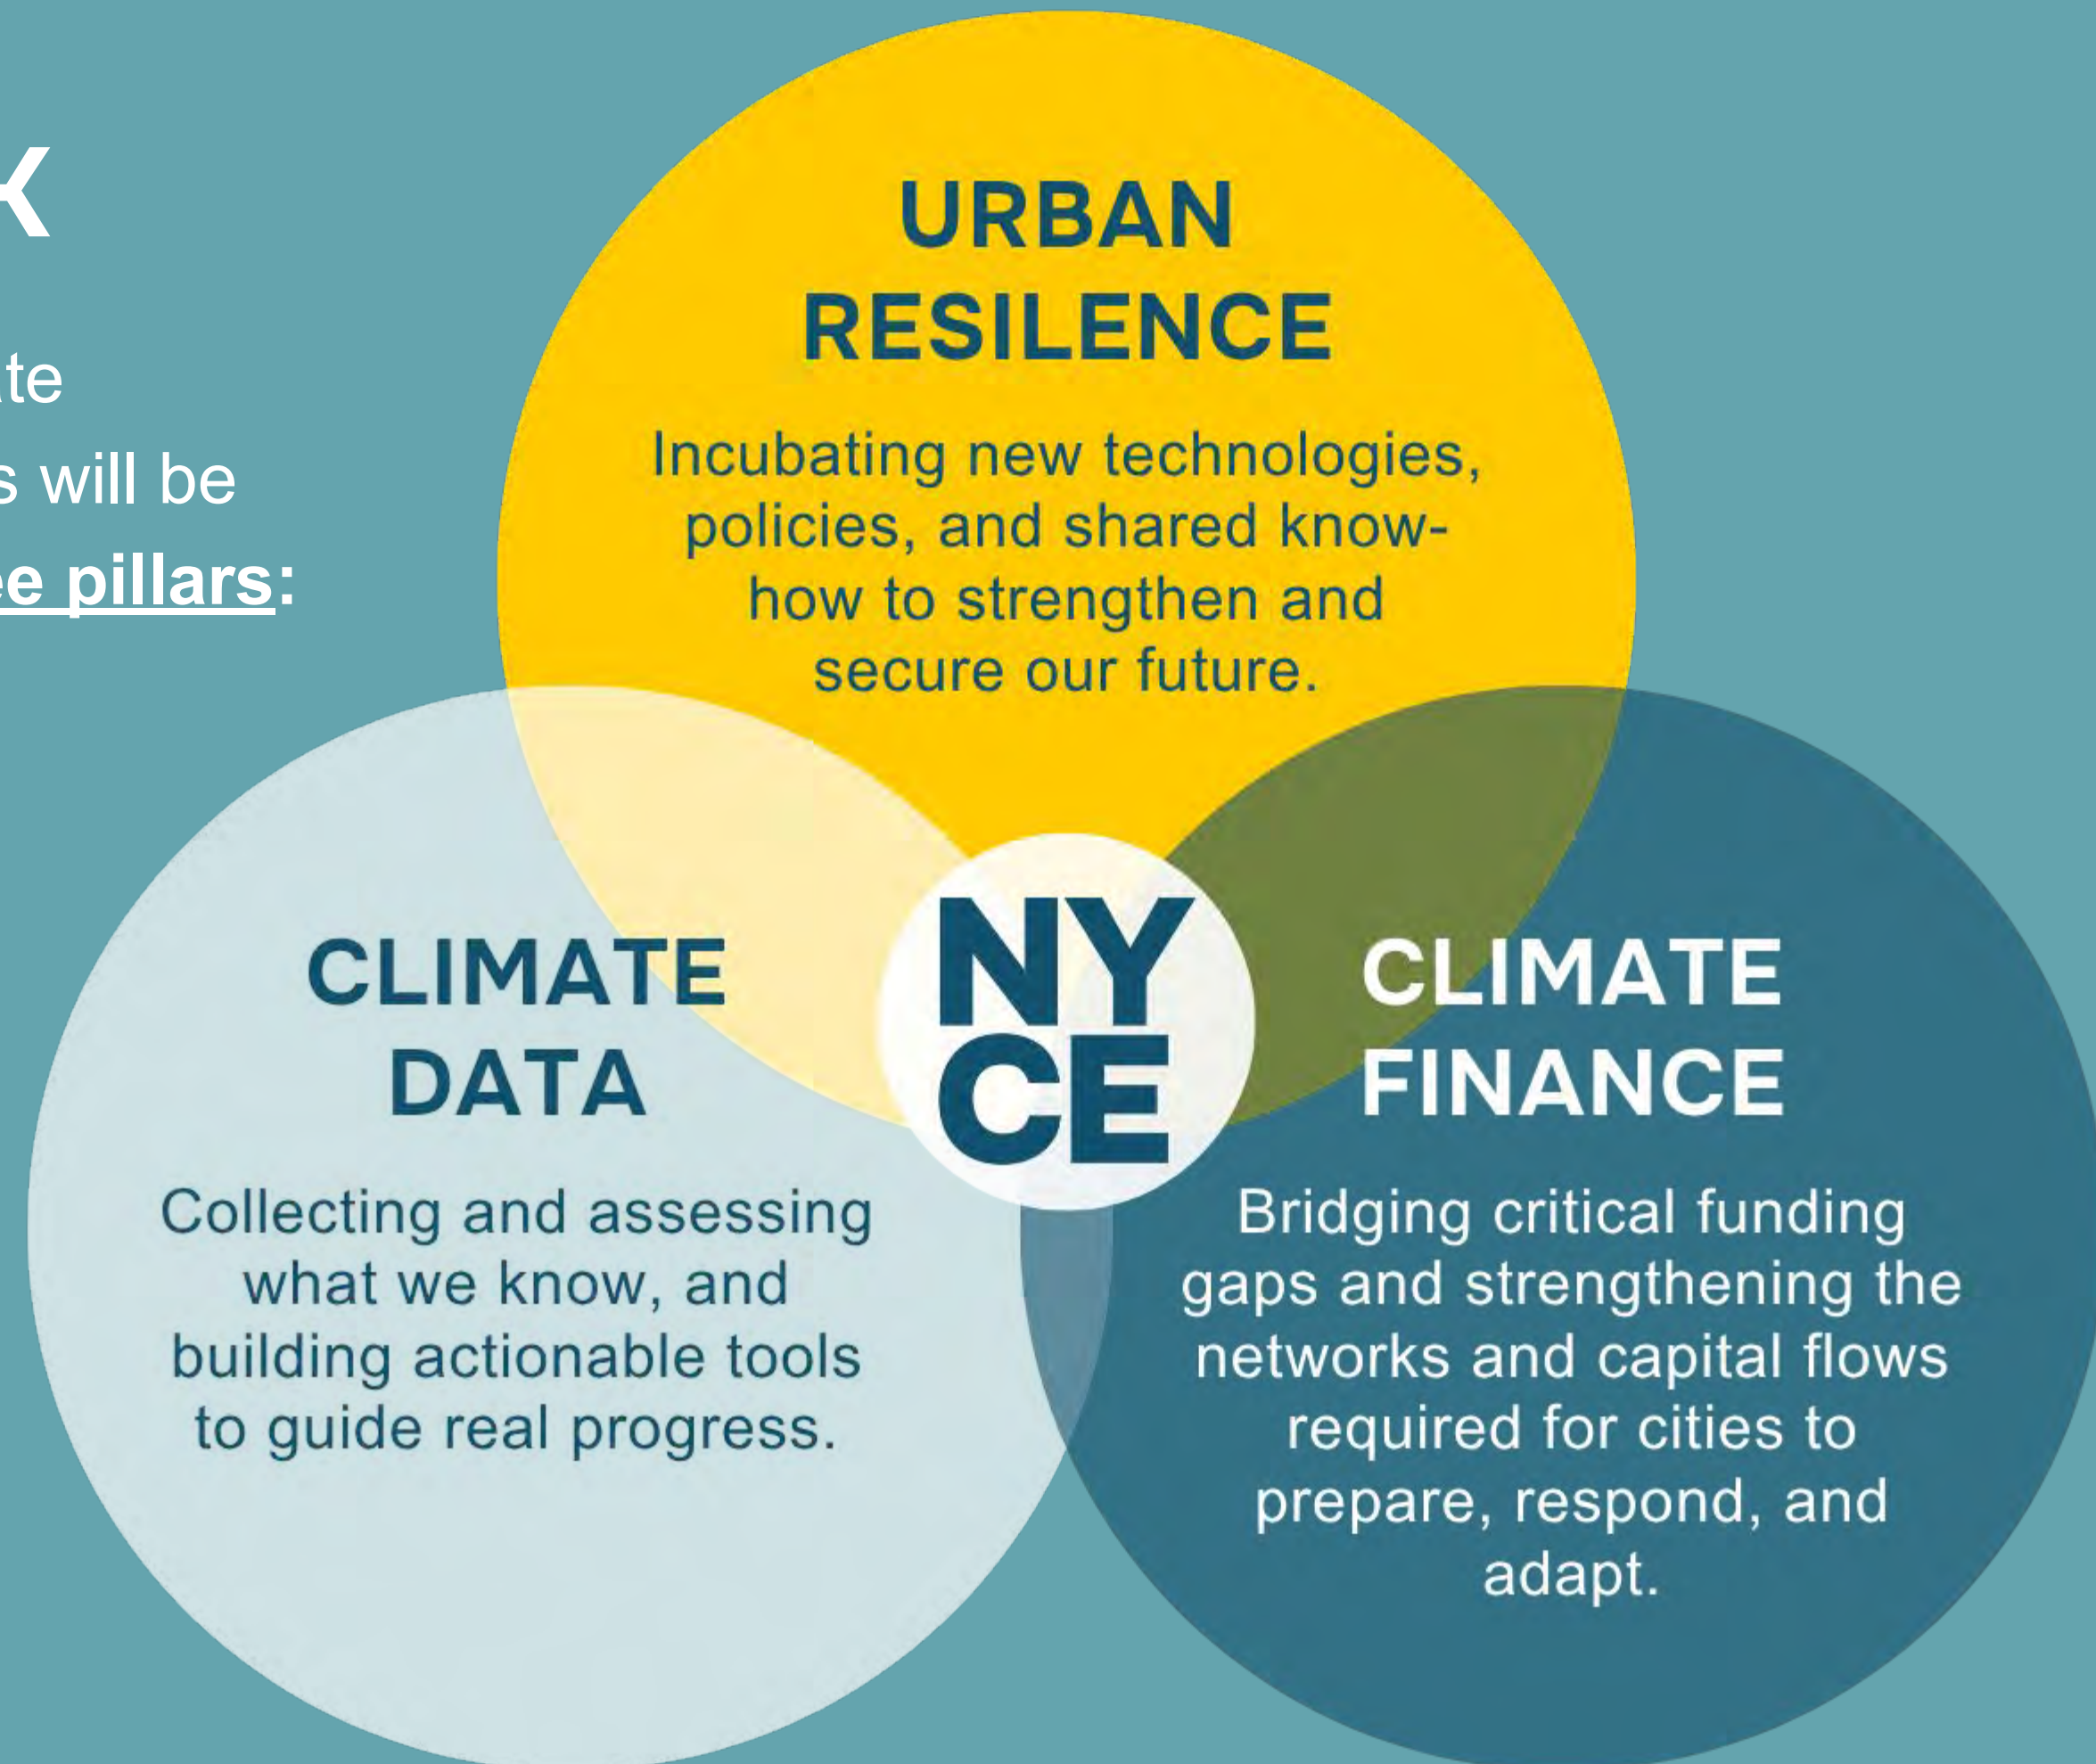 K
ate
s will be
ee pillars:
URBAN
RESILENCE
Incubating new technologies,
policies, and shared know-
how to strengthen and
secure our future.
NY
CE
CLIMATE
DATA
Collecting and assessing
what we know, and
building actionable tools
to guide real progress.
CLIMATE
FINANCE
Bridging critical funding
gaps and strengthening the
networks and capital flows
required for cities to
prepare, respond, and
adapt.